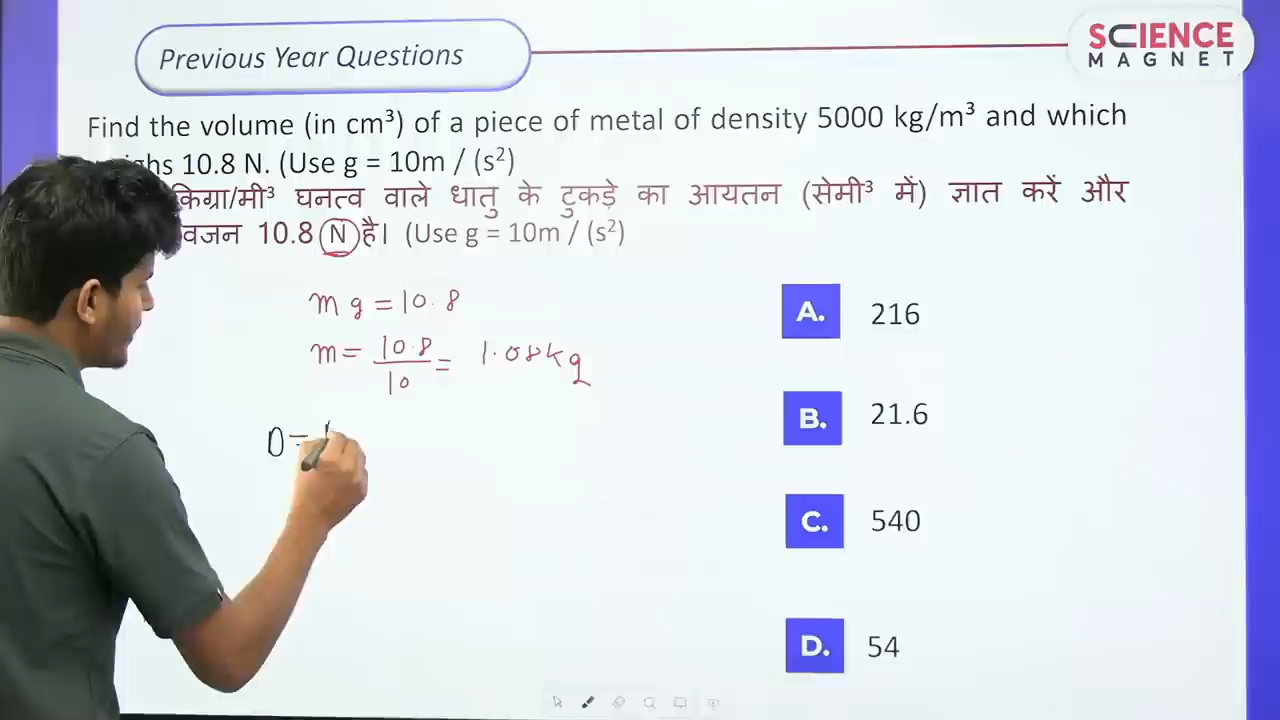 Previous Year Questions
SCIENCE
MAGNET
Find the volume (in cm³) of a piece of metal of density 5000 kg/m³ and which
10.8 N. (Use g = 10m / (s²)
किग्रा/मी³ घनत्व वाले धातु के टुकड़े का आयतन (सेमी³ में) ज्ञात करें और
वजन 10.8 N है। (Use g = 10m / (s²)
m g = 10.8
m = 10.8/10 = 1.08kg
D =
A. 216
B. 21.6
C. 540
D. 54